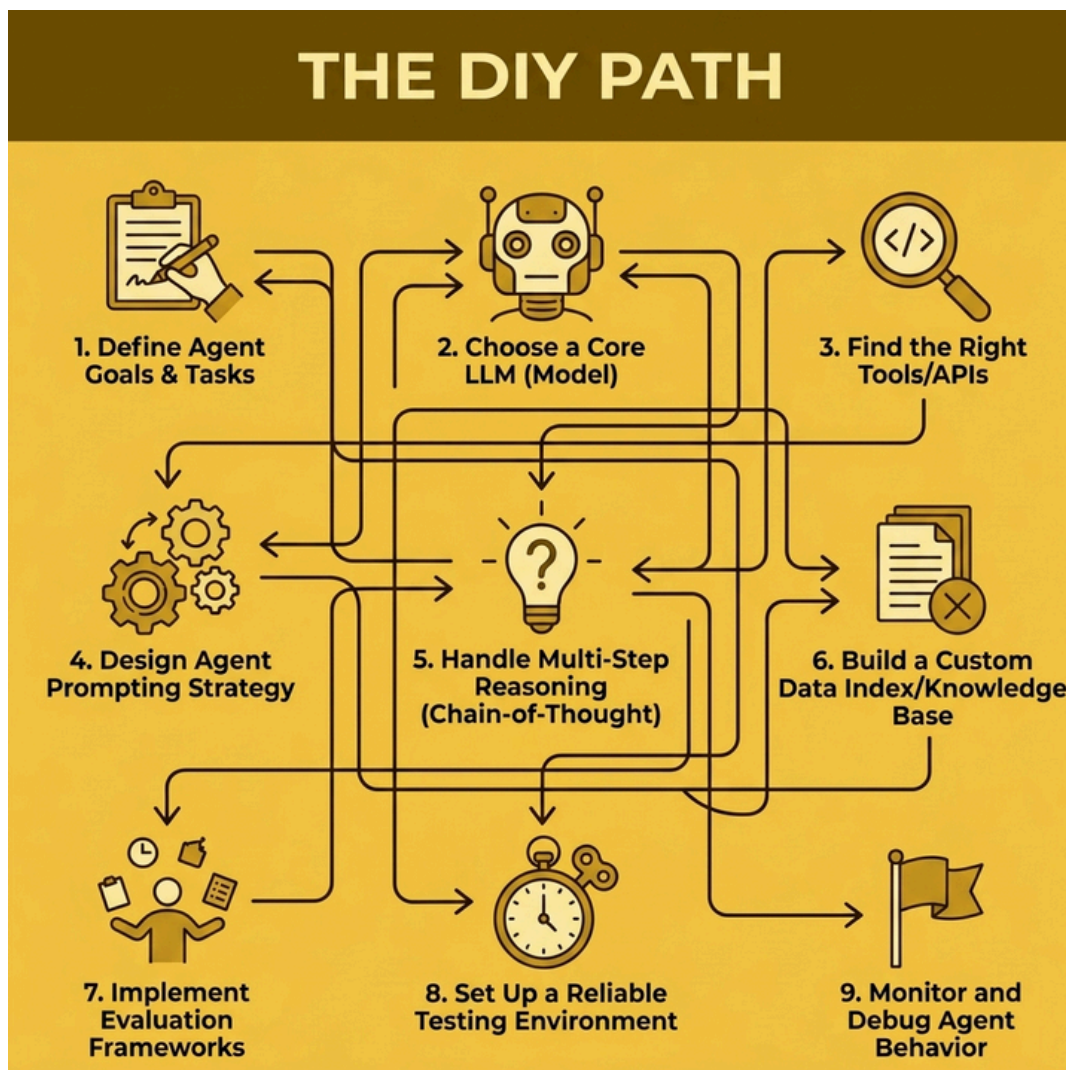 THE DIY PATH
1. Define Agent
Goals & Tasks
2. Choose a Core
LLM (Model)
3. Find the Right
Tools/APIs
</>
4. Design Agent
Prompting Strategy
?
5. Handle Multi-Step
Reasoning
(Chain-of-Thought)
6. Build a Custom
Data Index/Knowledge
Base
7. Implement
Evaluation
Frameworks
8. Set Up a Reliable
Testing Environment
9. Monitor and
Debug Agent
Behavior